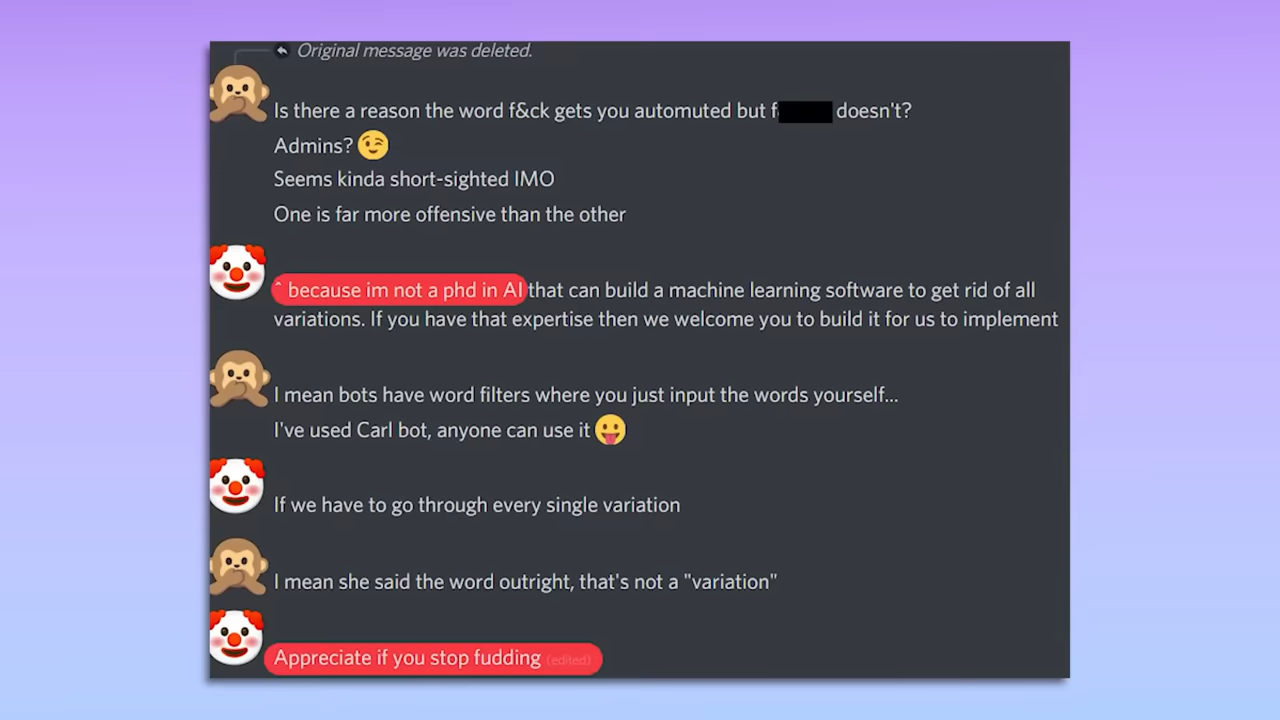 Original message was deleted.
Is there a reason the word f&ck gets you automuted but f doesn't?
Admins? 😉
Seems kinda short-sighted IMO
One is far more offensive than the other
^ because im not a phd in AI that can build a machine learning software to get rid of all
variations. If you have that expertise then we welcome you to build it for us to implement
I mean bots have word filters where you just input the words yourself...
I've used Carl bot, anyone can use it 😛
If we have to go through every single variation
I mean she said the word outright, that's not a "variation"
Appreciate if you stop fudding (edited)